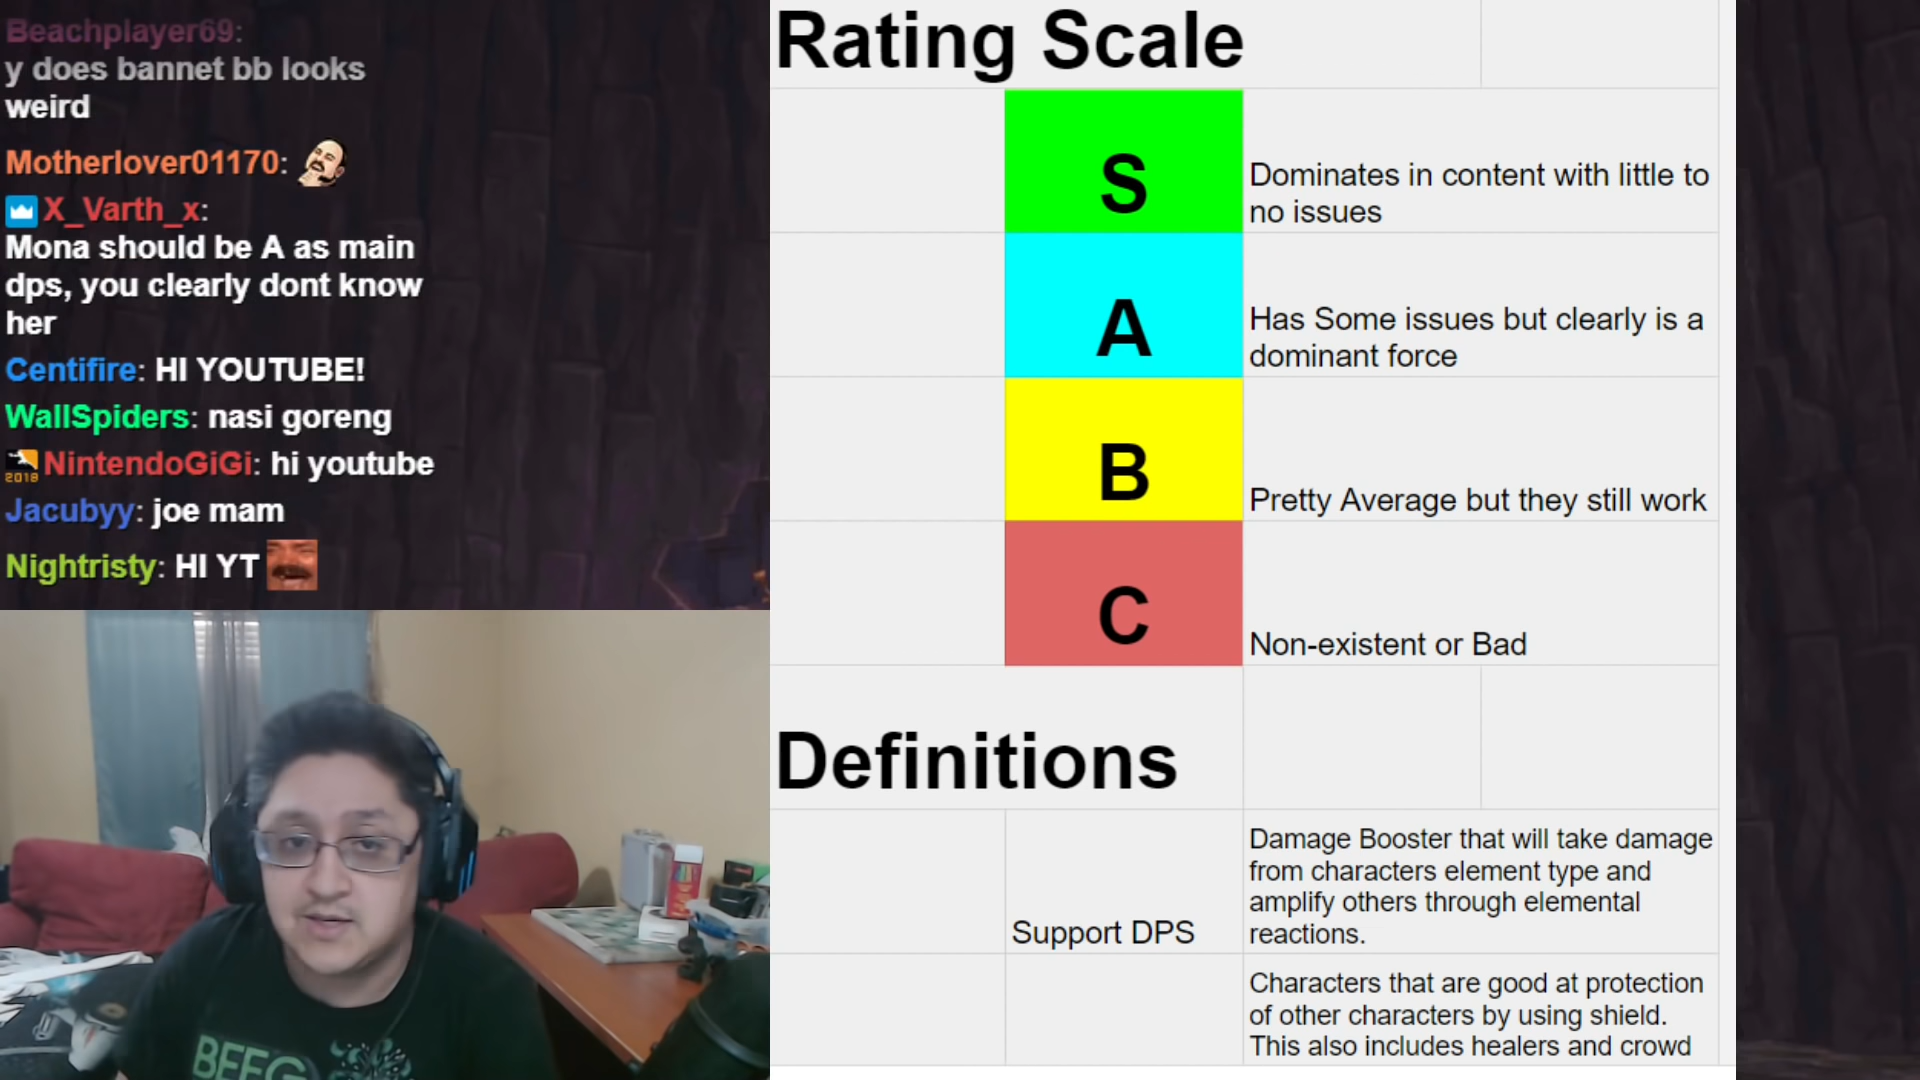 Beachplayer69:
y does bannet bb looks
weird
Motherlover01170:
X_Varth_x:
Mona should be A as main
dps, you clearly dont know
her
Centifire: HI YOUTUBE!
WallSpiders: nasi goreng
2018 NintendoGiGi: hi youtube
Jacubyy: joe mam
Nightristy: HI YT
BEEG
Rating Scale
S
Dominates in content with little to
no issues
A
Has Some issues but clearly is a
dominant force
B
Pretty Average but they still work
C
Non-existent or Bad
Definitions
Support DPS
Damage Booster that will take damage
from characters element type and
amplify others through elemental
reactions.
Characters that are good at protection
of other characters by using shield.
This also includes healers and crowd